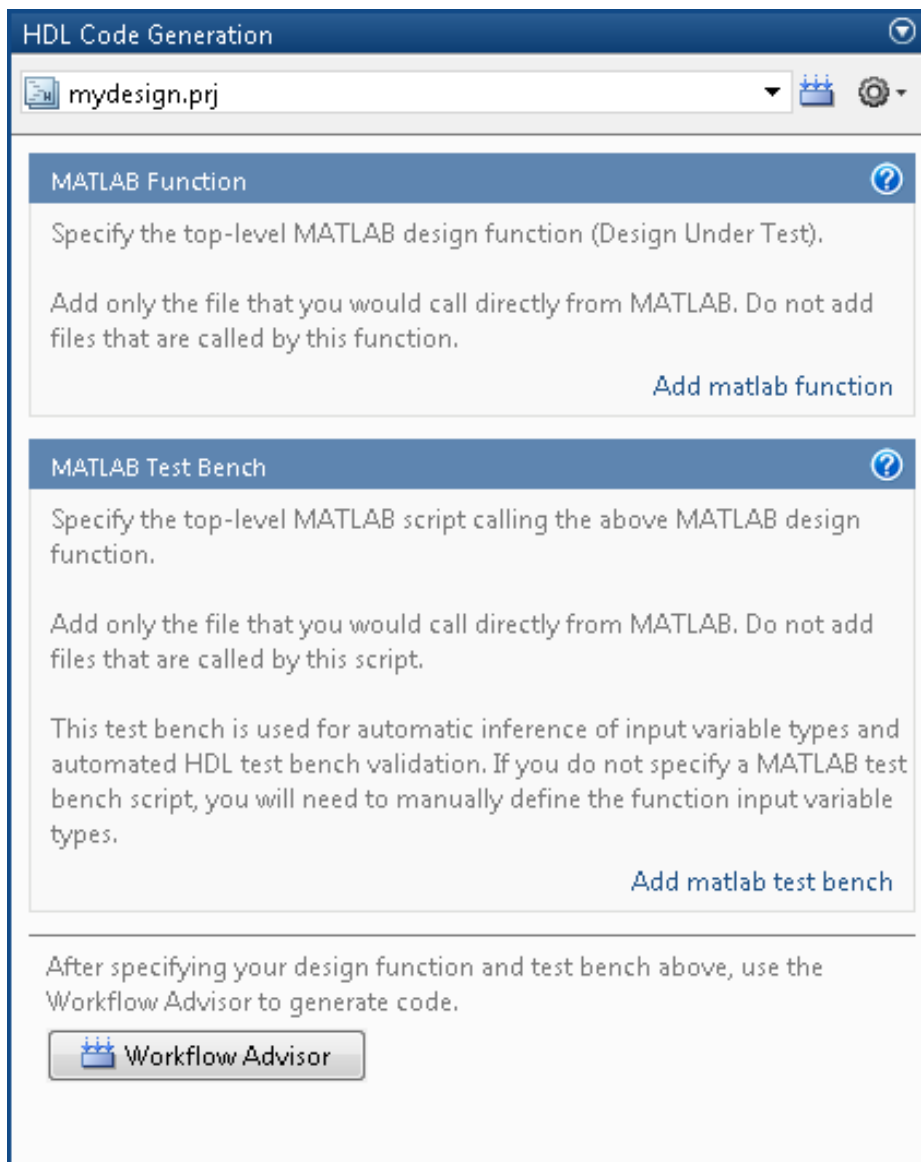 HDL Code Generation
mydesign.prj
MATLAB Function
Specify the top-level MATLAB design function (Design Under Test).
Add only the file that you would call directly from MATLAB. Do not add
files that are called by this function.
Add matlab function
MATLAB Test Bench
Specify the top-level MATLAB script calling the above MATLAB design
function.
Add only the file that you would call directly from MATLAB. Do not add
files that are called by this script.
This test bench is used for automatic inference of input variable types and
automated HDL test bench validation. If you do not specify a MATLAB test
bench script, you will need to manually define the function input variable
types.
Add matlab test bench
After specifying your design function and test bench above, use the
Workflow Advisor to generate code.
Workflow Advisor